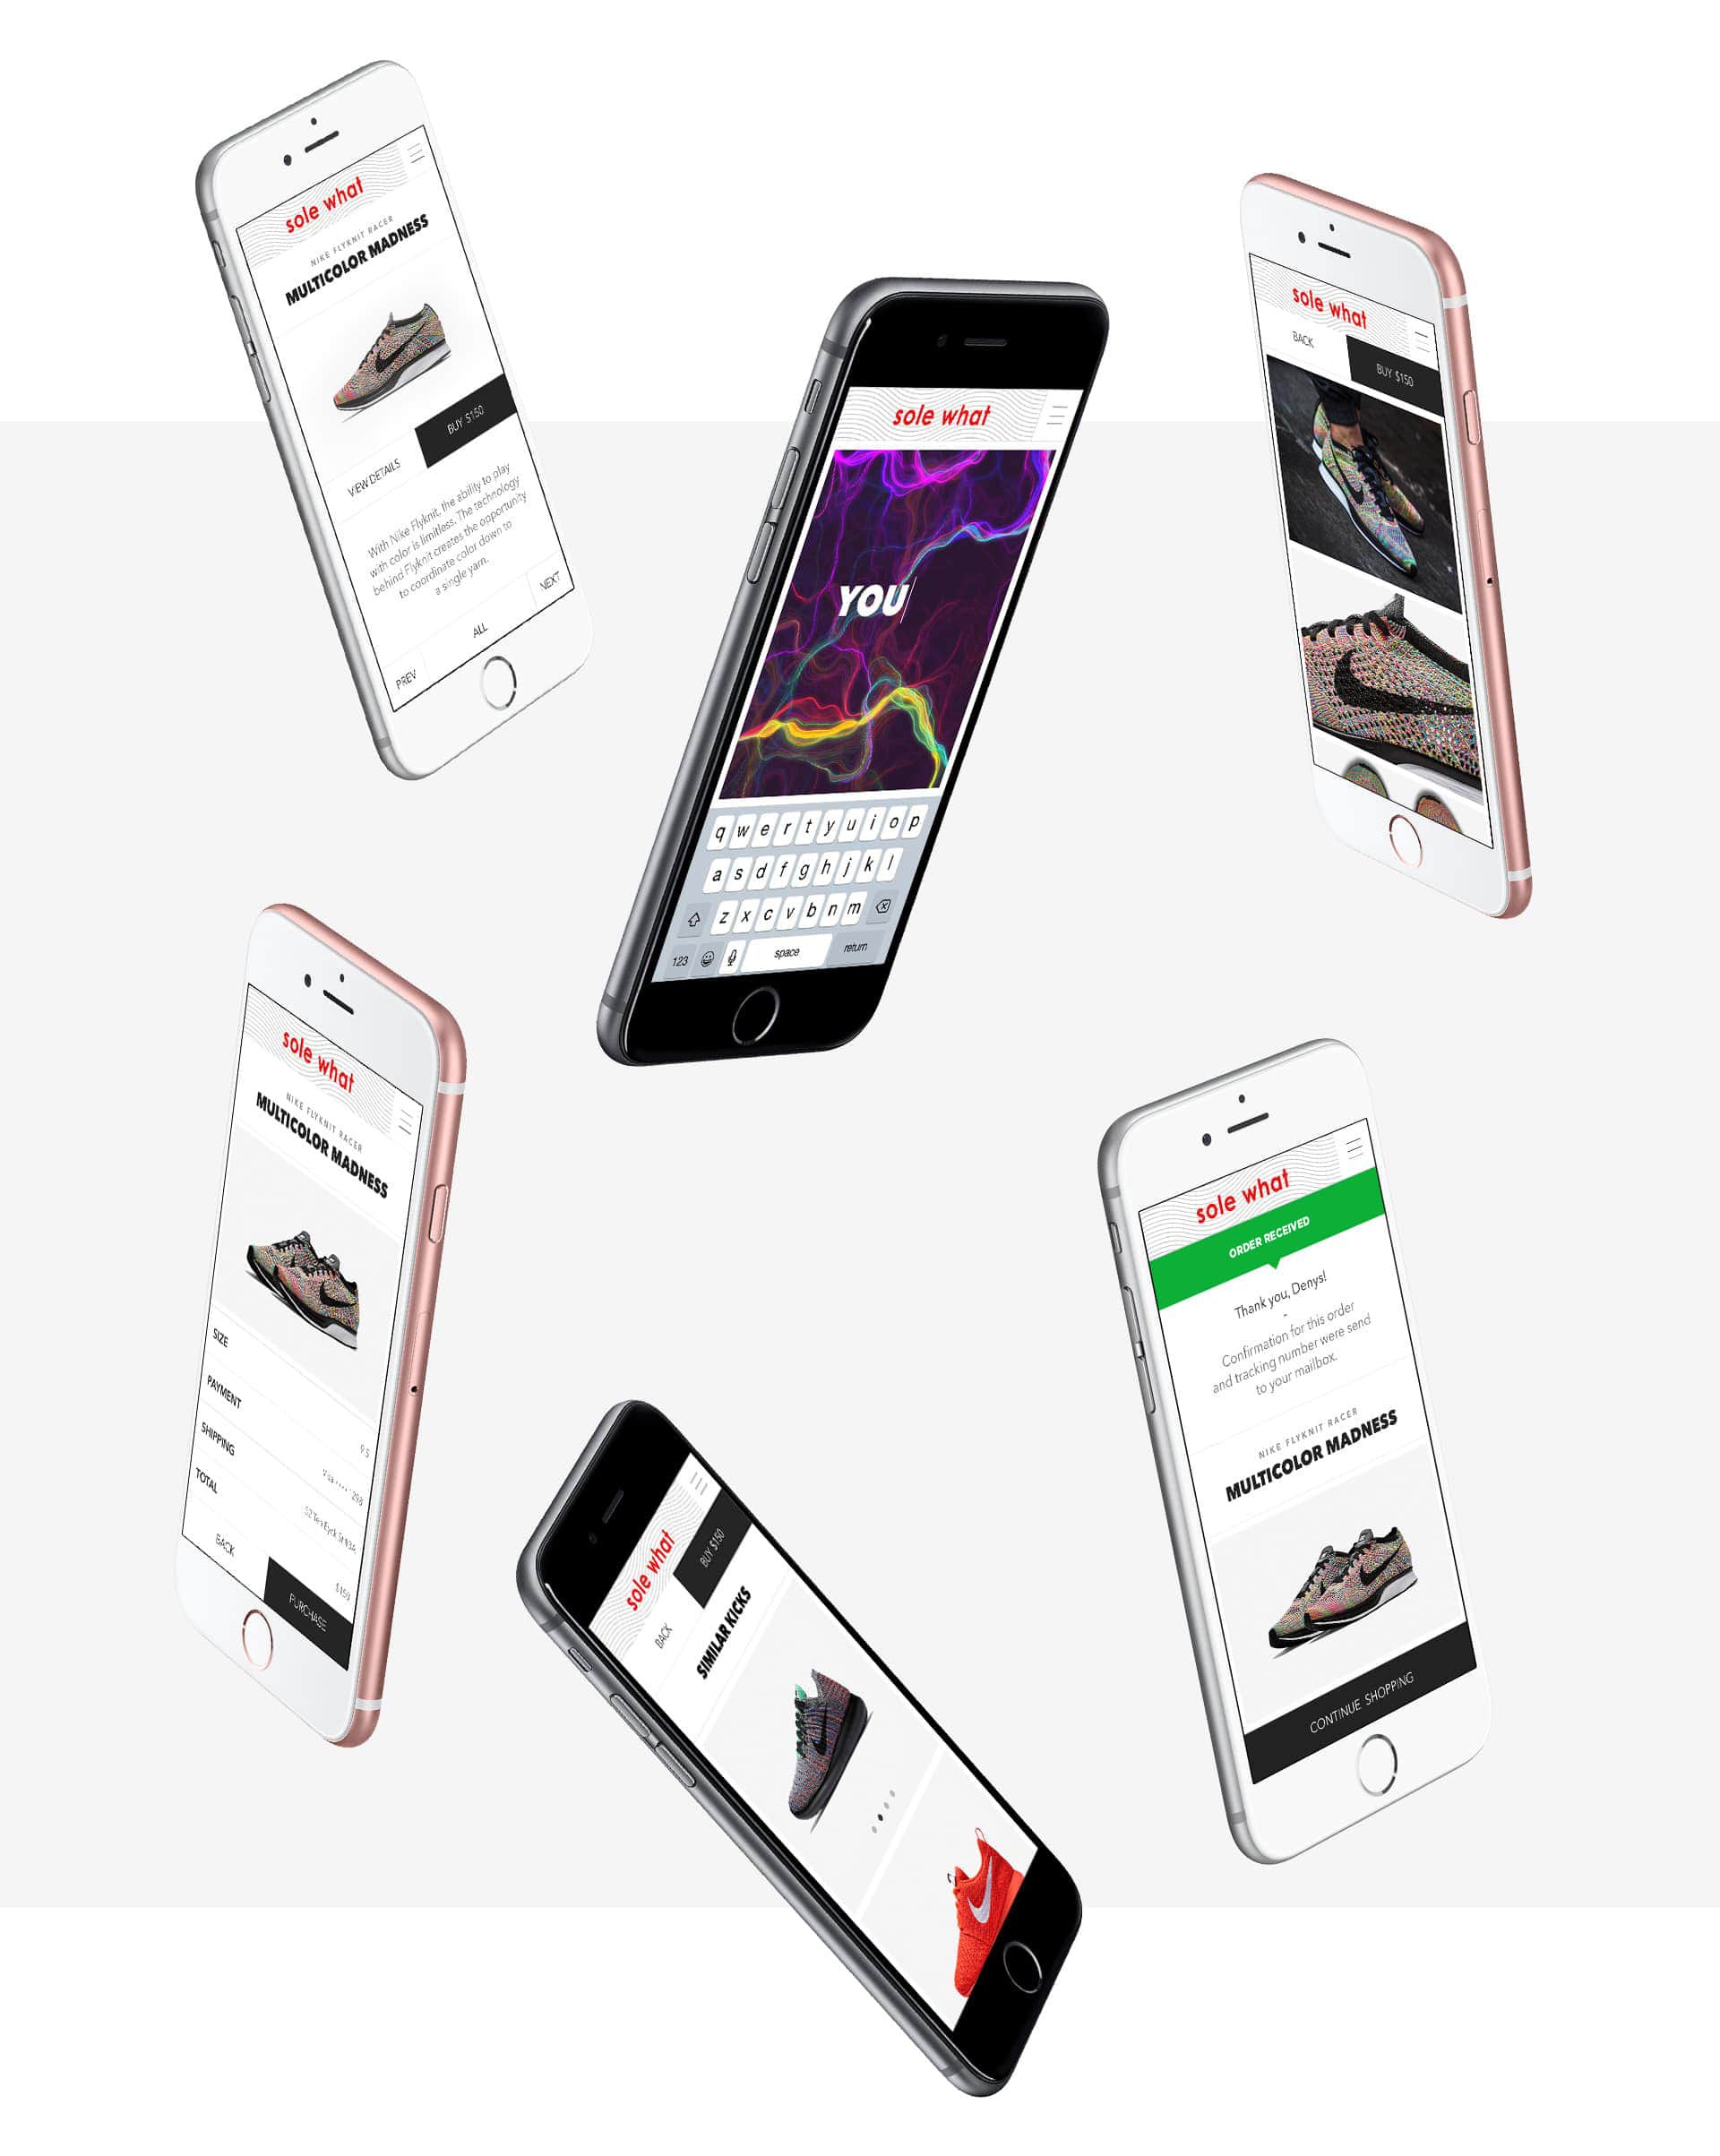 sole what
NIKE FLYKNIT RACER
MULTICOLOR MADNESS
VIEW DETAILS
BUY $150
With Nike Flyknit, the ability to play
with color is limitless. The technology
behind Flyknit creates the opportunity
to coordinate color down to
a single yarn.
PREV
ALL
NEXT
sole what
YOU
q w e r t y u i o p
a s d f g h j k l
z x c v b n m
123
space
return
sole what
BACK
BUY $150
sole what
NIKE FLYKNIT RACER
MULTICOLOR MADNESS
SIZE
9.5
PAYMENT
SHIPPING
TOTAL
$150
BACK
PURCHASE
sole what
BACK
BUY $150
SIMILAR KICKS
sole what
ORDER RECEIVED
Thank you, Denys!
-
Confirmation for this order
and tracking number were send
to your mailbox.
NIKE FLYKNIT RACER
MULTICOLOR MADNESS
CONTINUE SHOPPING